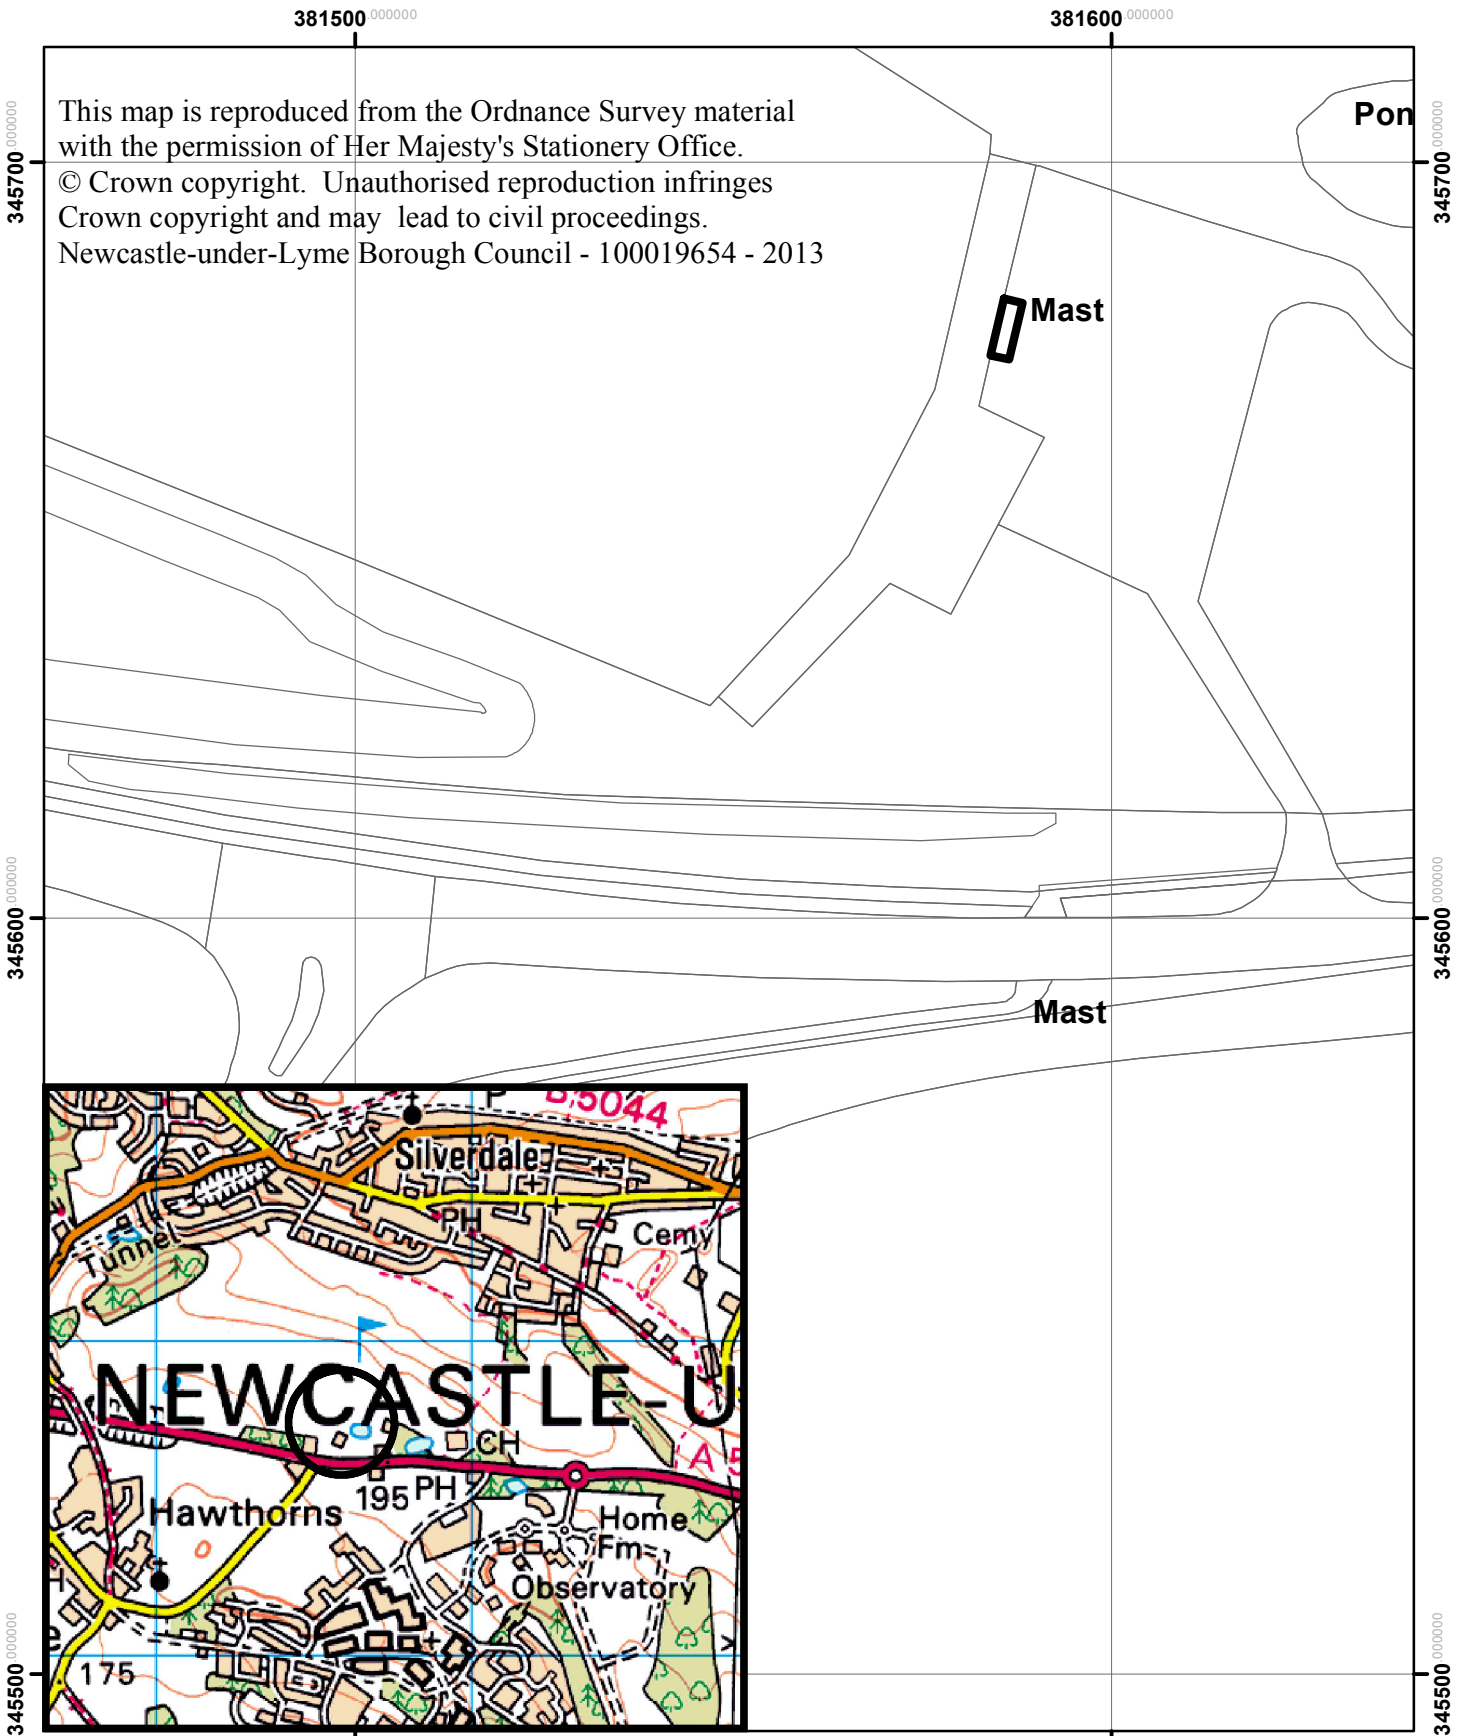 381500.000000
381600.000000
This map is reproduced from the Ordnance Survey material
with the permission of Her Majesty's Stationery Office.
© Crown copyright.  Unauthorised reproduction infringes
Crown copyright and may  lead to civil proceedings.
Newcastle-under-Lyme Borough Council - 100019654 - 2013
Pon
345700.000000
345700.000000
Mast
345600.000000
345600.000000
Mast
P
B5044
Silverdale
PH
Cemy
Tunnel
NEWCASTLE-U
CH
A 5
195
PH
Hawthorns
Home
Fm
Observatory
H
e
175
345500.000000
345500.000000